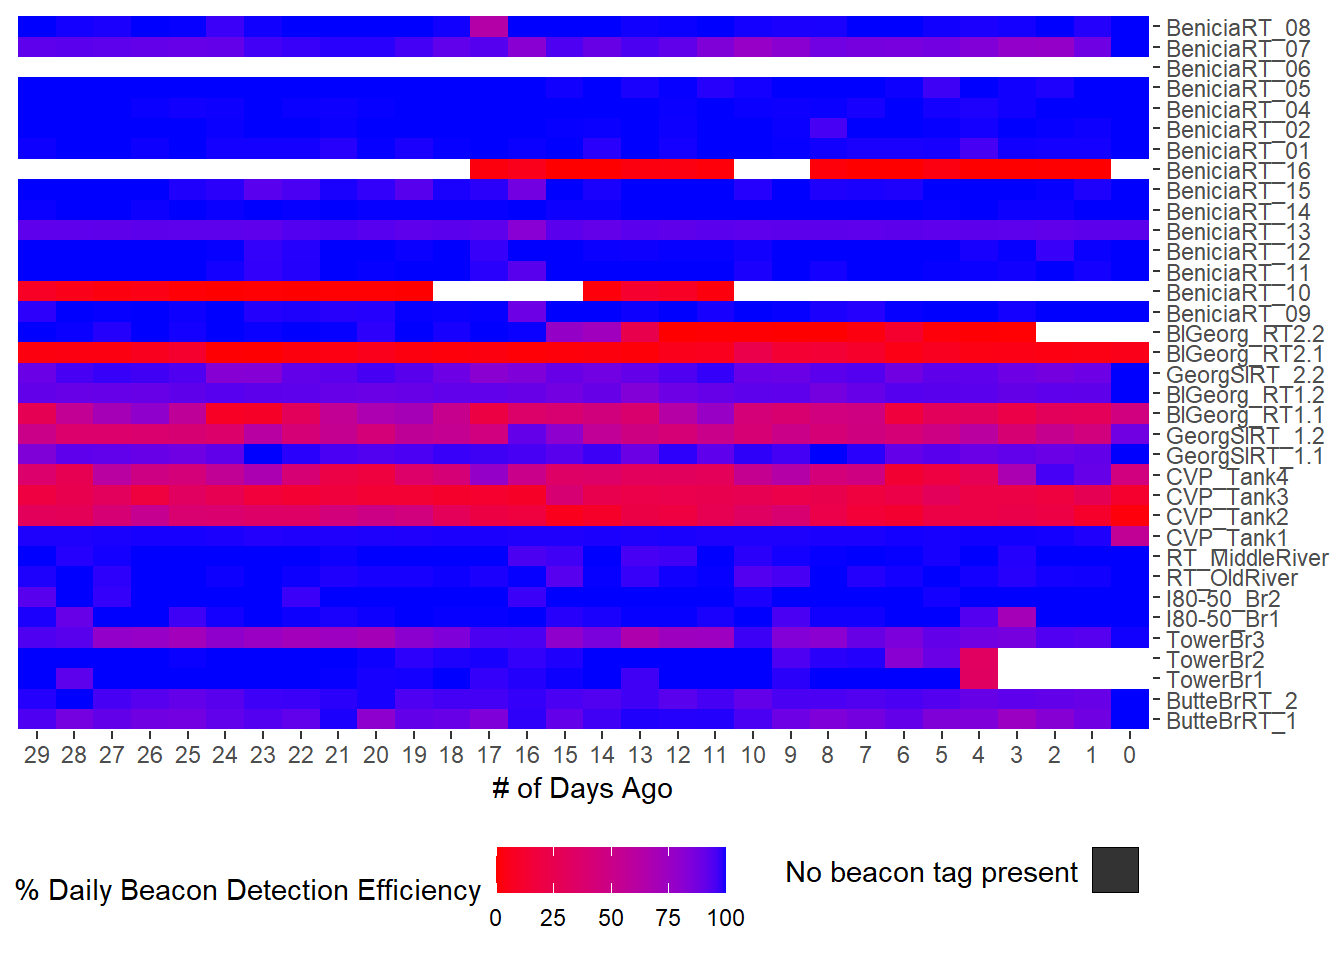 BeniciaRT_08
BeniciaRT_07
BeniciaRT_06
BeniciaRT_05
BeniciaRT_04
BeniciaRT_02
BeniciaRT_01
BeniciaRT_16
BeniciaRT_15
BeniciaRT_14
BeniciaRT_13
BeniciaRT_12
BeniciaRT_11
BeniciaRT_10
BeniciaRT_09
BlGeorg_RT2.2
BlGeorg_RT2.1
GeorgSlRT_2.2
BlGeorg_RT1.2
BlGeorg_RT1.1
GeorgSlRT_1.2
GeorgSlRT_1.1
CVP_Tank4
CVP_Tank3
CVP_Tank2
CVP_Tank1
RT_MiddleRiver
RT_OldRiver
I80-50_Br2
I80-50_Br1
TowerBr3
TowerBr2
TowerBr1
ButteBrRT_2
ButteBrRT_1
29 28 27 26 25 24 23 22 21 20 19 18 17 16 15 14 13 12 11 10 9 8 7 6 5 4 3 2 1 0
# of Days Ago
% Daily Beacon Detection Efficiency
0 25 50 75 100
No beacon tag present